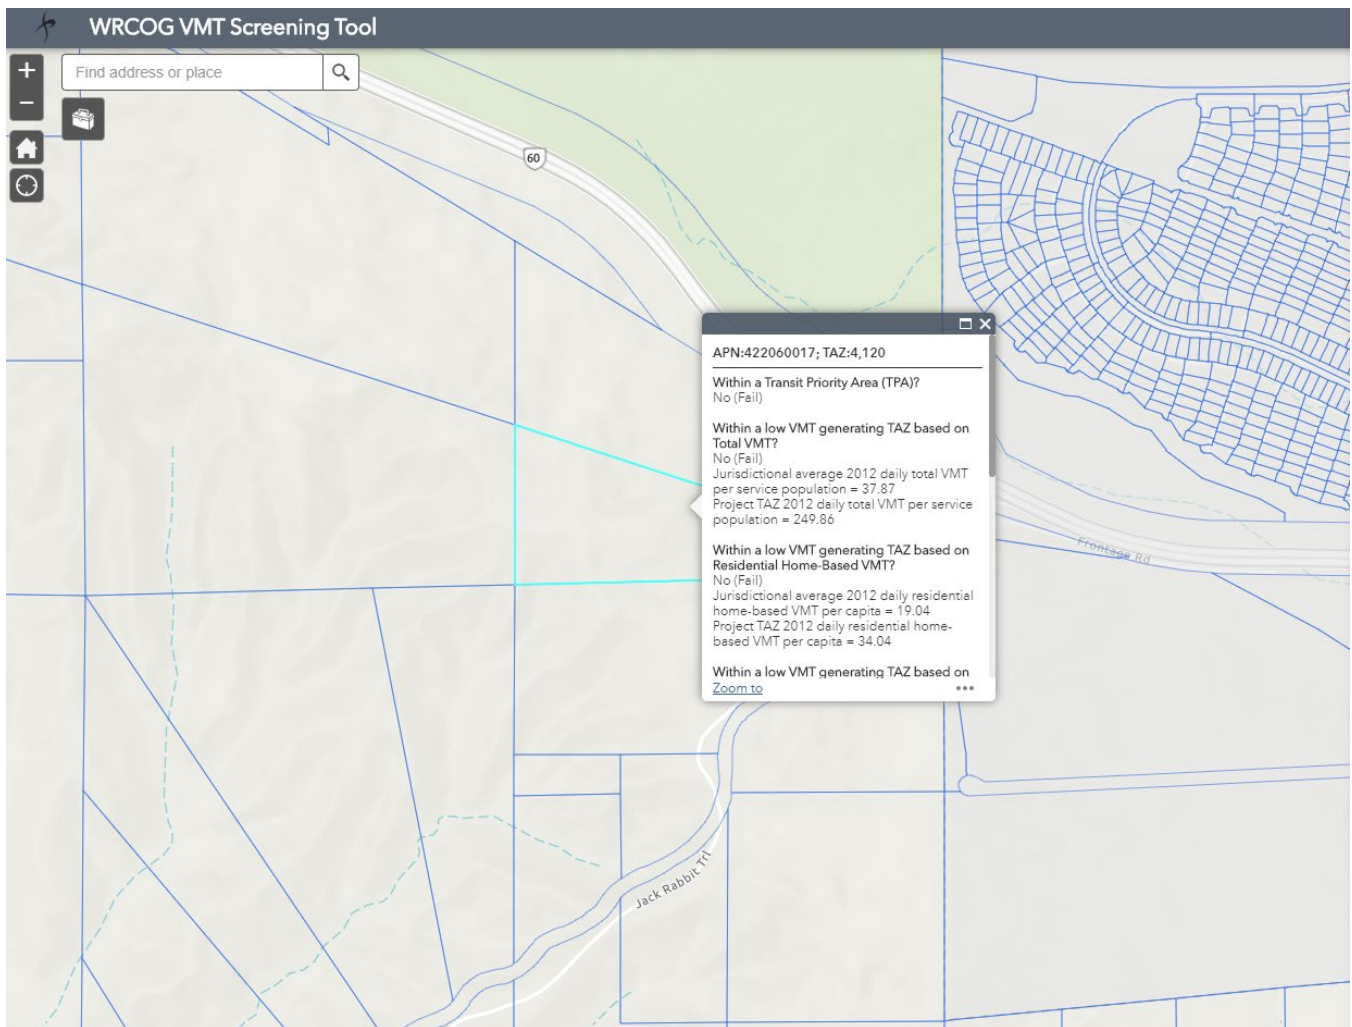 WRCOG VMT Screening Tool
+
Find address or place
−
60
APN:422060017; TAZ:4,120
Within a Transit Priority Area (TPA)?
No (Fail)
Within a low VMT generating TAZ based on
Total VMT?
No (Fail)
Jurisdictional average 2012 daily total VMT
per service population = 37.87
Project TAZ 2012 daily total VMT per service
population = 249.86
Within a low VMT generating TAZ based on
Residential Home-Based VMT?
No (Fail)
Jurisdictional average 2012 daily residential
home-based VMT per capita = 19.04
Project TAZ 2012 daily residential home-
based VMT per capita = 34.04
Within a low VMT generating TAZ based on
Zoom to
Frontage Rd
Jack Rabbit Trl